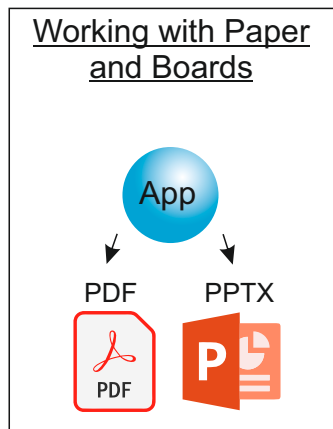 Working with Paper
and Boards
App
PDF PPTX
PDF P